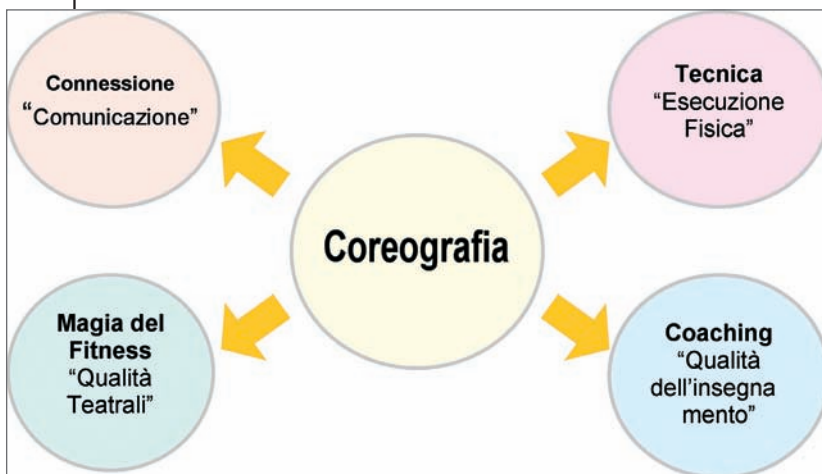 Connessione
“Comunicazione”
Tecnica
“Esecuzione
Fisica”
Coreografia
Magia del
Fitness
“Qualità
Teatrali”
Coaching
“Qualità
dell’insegna
mento”